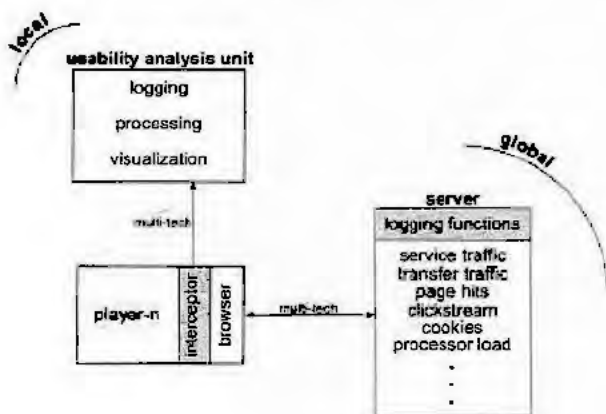 local
usability analysis unit
logging
processing
visualization
global
server
logging functions
multi-tech
service traffic
transfer traffic
page hits
clickstream
cookies
processor load
player-n
interceptor
browser
multi-tech